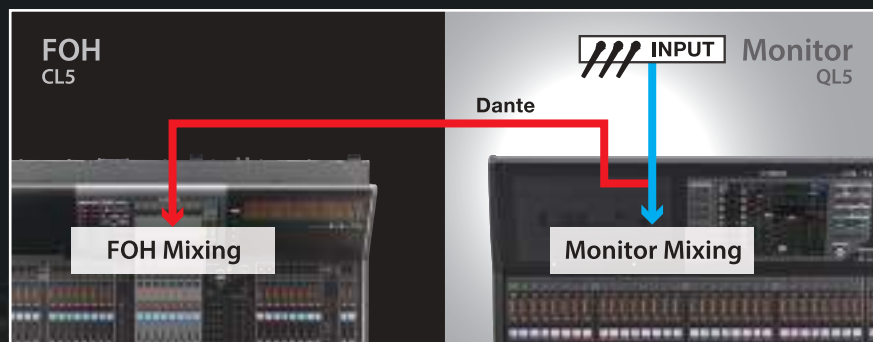 FOH
CL5
INPUT
Monitor
QL5
Dante
FOH Mixing
Monitor Mixing